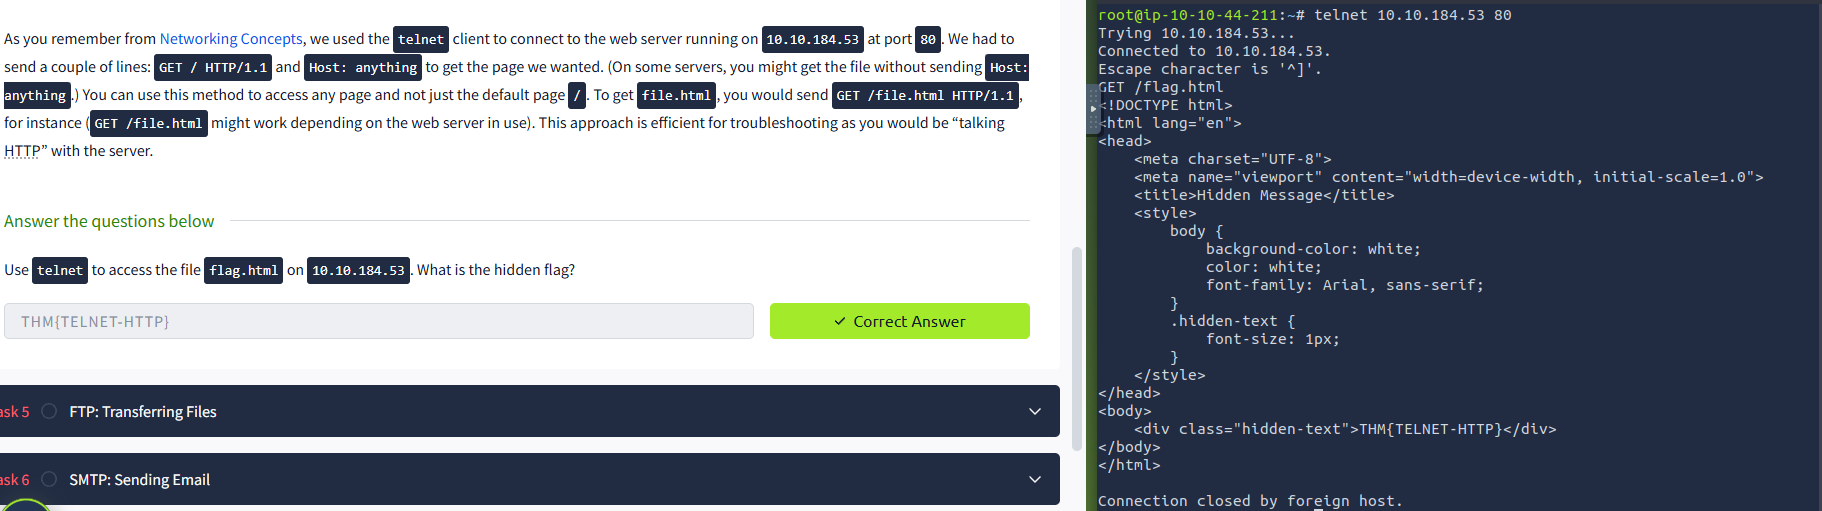 As you remember from Networking Concepts, we used the telnet client to connect to the web server running on 10.10.184.53 at port 80. We had to
send a couple of lines: GET / HTTP/1.1 and Host: anything to get the page we wanted. (On some servers, you might get the file without sending Host:
anything.) You can use this method to access any page and not just the default page /. To get file.html, you would send GET /file.html HTTP/1.1,
for instance (GET /file.html might work depending on the web server in use). This approach is efficient for troubleshooting as you would be “talking
HTTP” with the server.
Answer the questions below
Use telnet to access the file flag.html on 10.10.184.53. What is the hidden flag?
THM{TELNET-HTTP}
✓ Correct Answer
ask 5 FTP: Transferring Files
ask 6 SMTP: Sending Email
root@ip-10-10-44-211:~# telnet 10.10.184.53 80
Trying 10.10.184.53...
Connected to 10.10.184.53.
Escape character is '^]'.
GET /flag.html
<!DOCTYPE html>
<html lang="en">
<head>
    <meta charset="UTF-8">
    <meta name="viewport" content="width=device-width, initial-scale=1.0">
    <title>Hidden Message</title>
    <style>
        body {
            background-color: white;
            color: white;
            font-family: Arial, sans-serif;
        }
        .hidden-text {
            font-size: 1px;
        }
    </style>
</head>
<body>
    <div class="hidden-text">THM{TELNET-HTTP}</div>
</body>
</html>
Connection closed by foreign host.